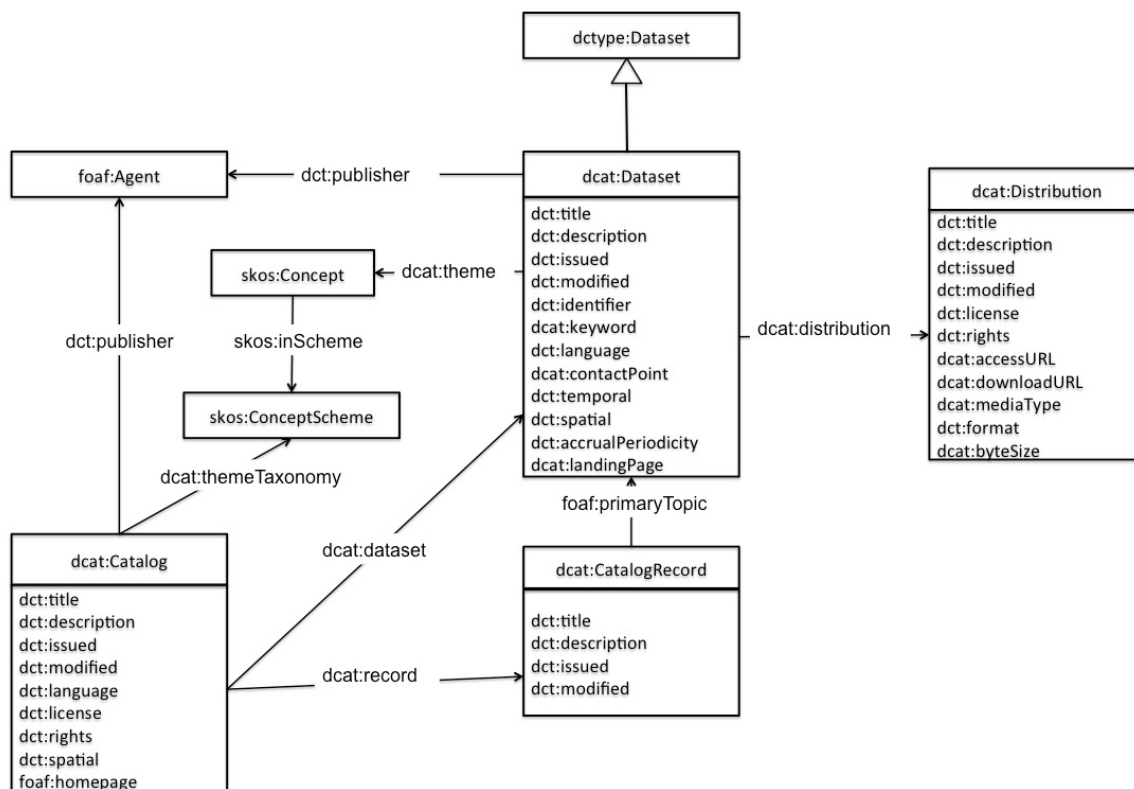 dctype:Dataset
foaf:Agent
dct:publisher
dcat:Dataset
dct:title
dct:description
dct:issued
dct:modified
dct:identifier
dcat:keyword
dct:language
dcat:contactPoint
dct:temporal
dct:spatial
dct:accrualPeriodicity
dcat:landingPage
dcat:Distribution
dct:title
dct:description
dct:issued
dct:modified
dct:license
dct:rights
dcat:accessURL
dcat:downloadURL
dcat:mediaType
dct:format
dcat:byteSize
skos:Concept
dcat:theme
dcat:distribution
dct:publisher
skos:inScheme
skos:ConceptScheme
dcat:themeTaxonomy
foaf:primaryTopic
dcat:Catalog
dct:title
dct:description
dct:issued
dct:modified
dct:language
dct:license
dct:rights
dct:spatial
foaf:homepage
dcat:dataset
dcat:record
dcat:CatalogRecord
dct:title
dct:description
dct:issued
dct:modified